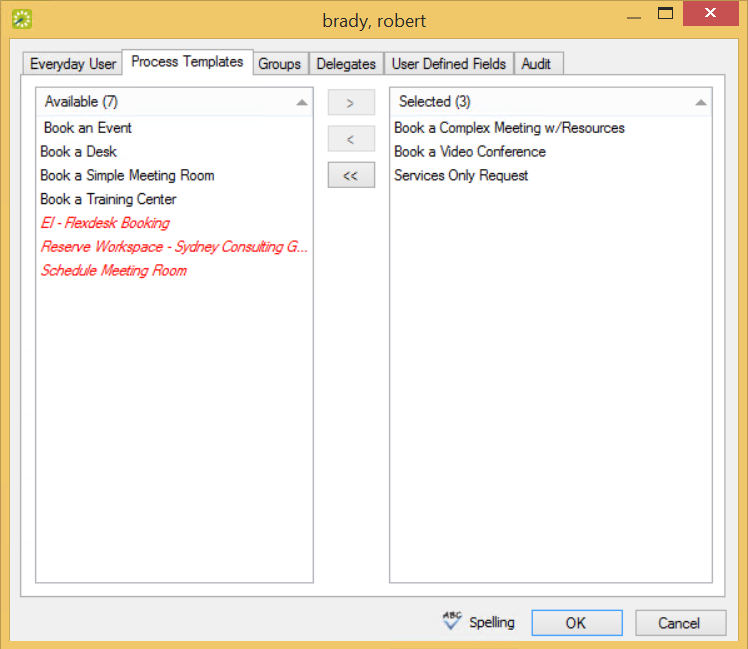 brady, robert
Everyday User Process Templates Groups Delegates User Defined Fields Audit
Available (7)
Book an Event
Book a Desk
Book a Simple Meeting Room
Book a Training Center
EI - Flexdesk Booking
Reserve Workspace - Sydney Consulting G...
Schedule Meeting Room
>
<
<<
Selected (3)
Book a Complex Meeting w/Resources
Book a Video Conference
Services Only Request
ABC Spelling OK Cancel